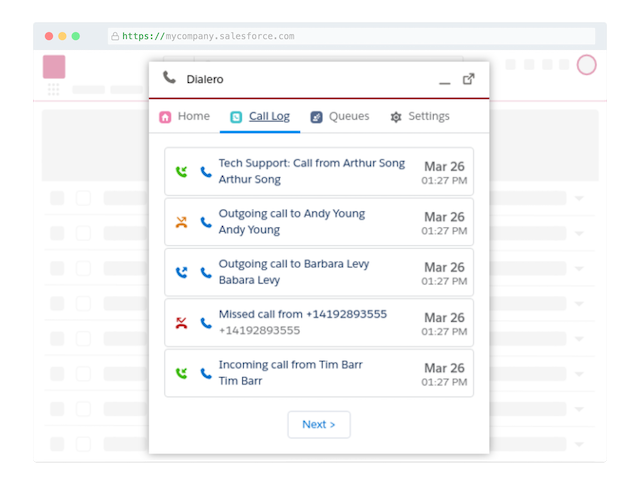 https://mycompany.salesforce.com
Dialero
Home Call Log Queues Settings
Tech Support: Call from Arthur Song Mar 26
Arthur Song 01:27 PM
Outgoing call to Andy Young Mar 26
Andy Young 01:27 PM
Outgoing call to Barbara Levy Mar 26
Babara Levy 01:27 PM
Missed call from +14192893555 Mar 26
+14192893555 01:27 PM
Incoming call from Tim Barr Mar 26
Tim Barr 01:27 PM
Next >